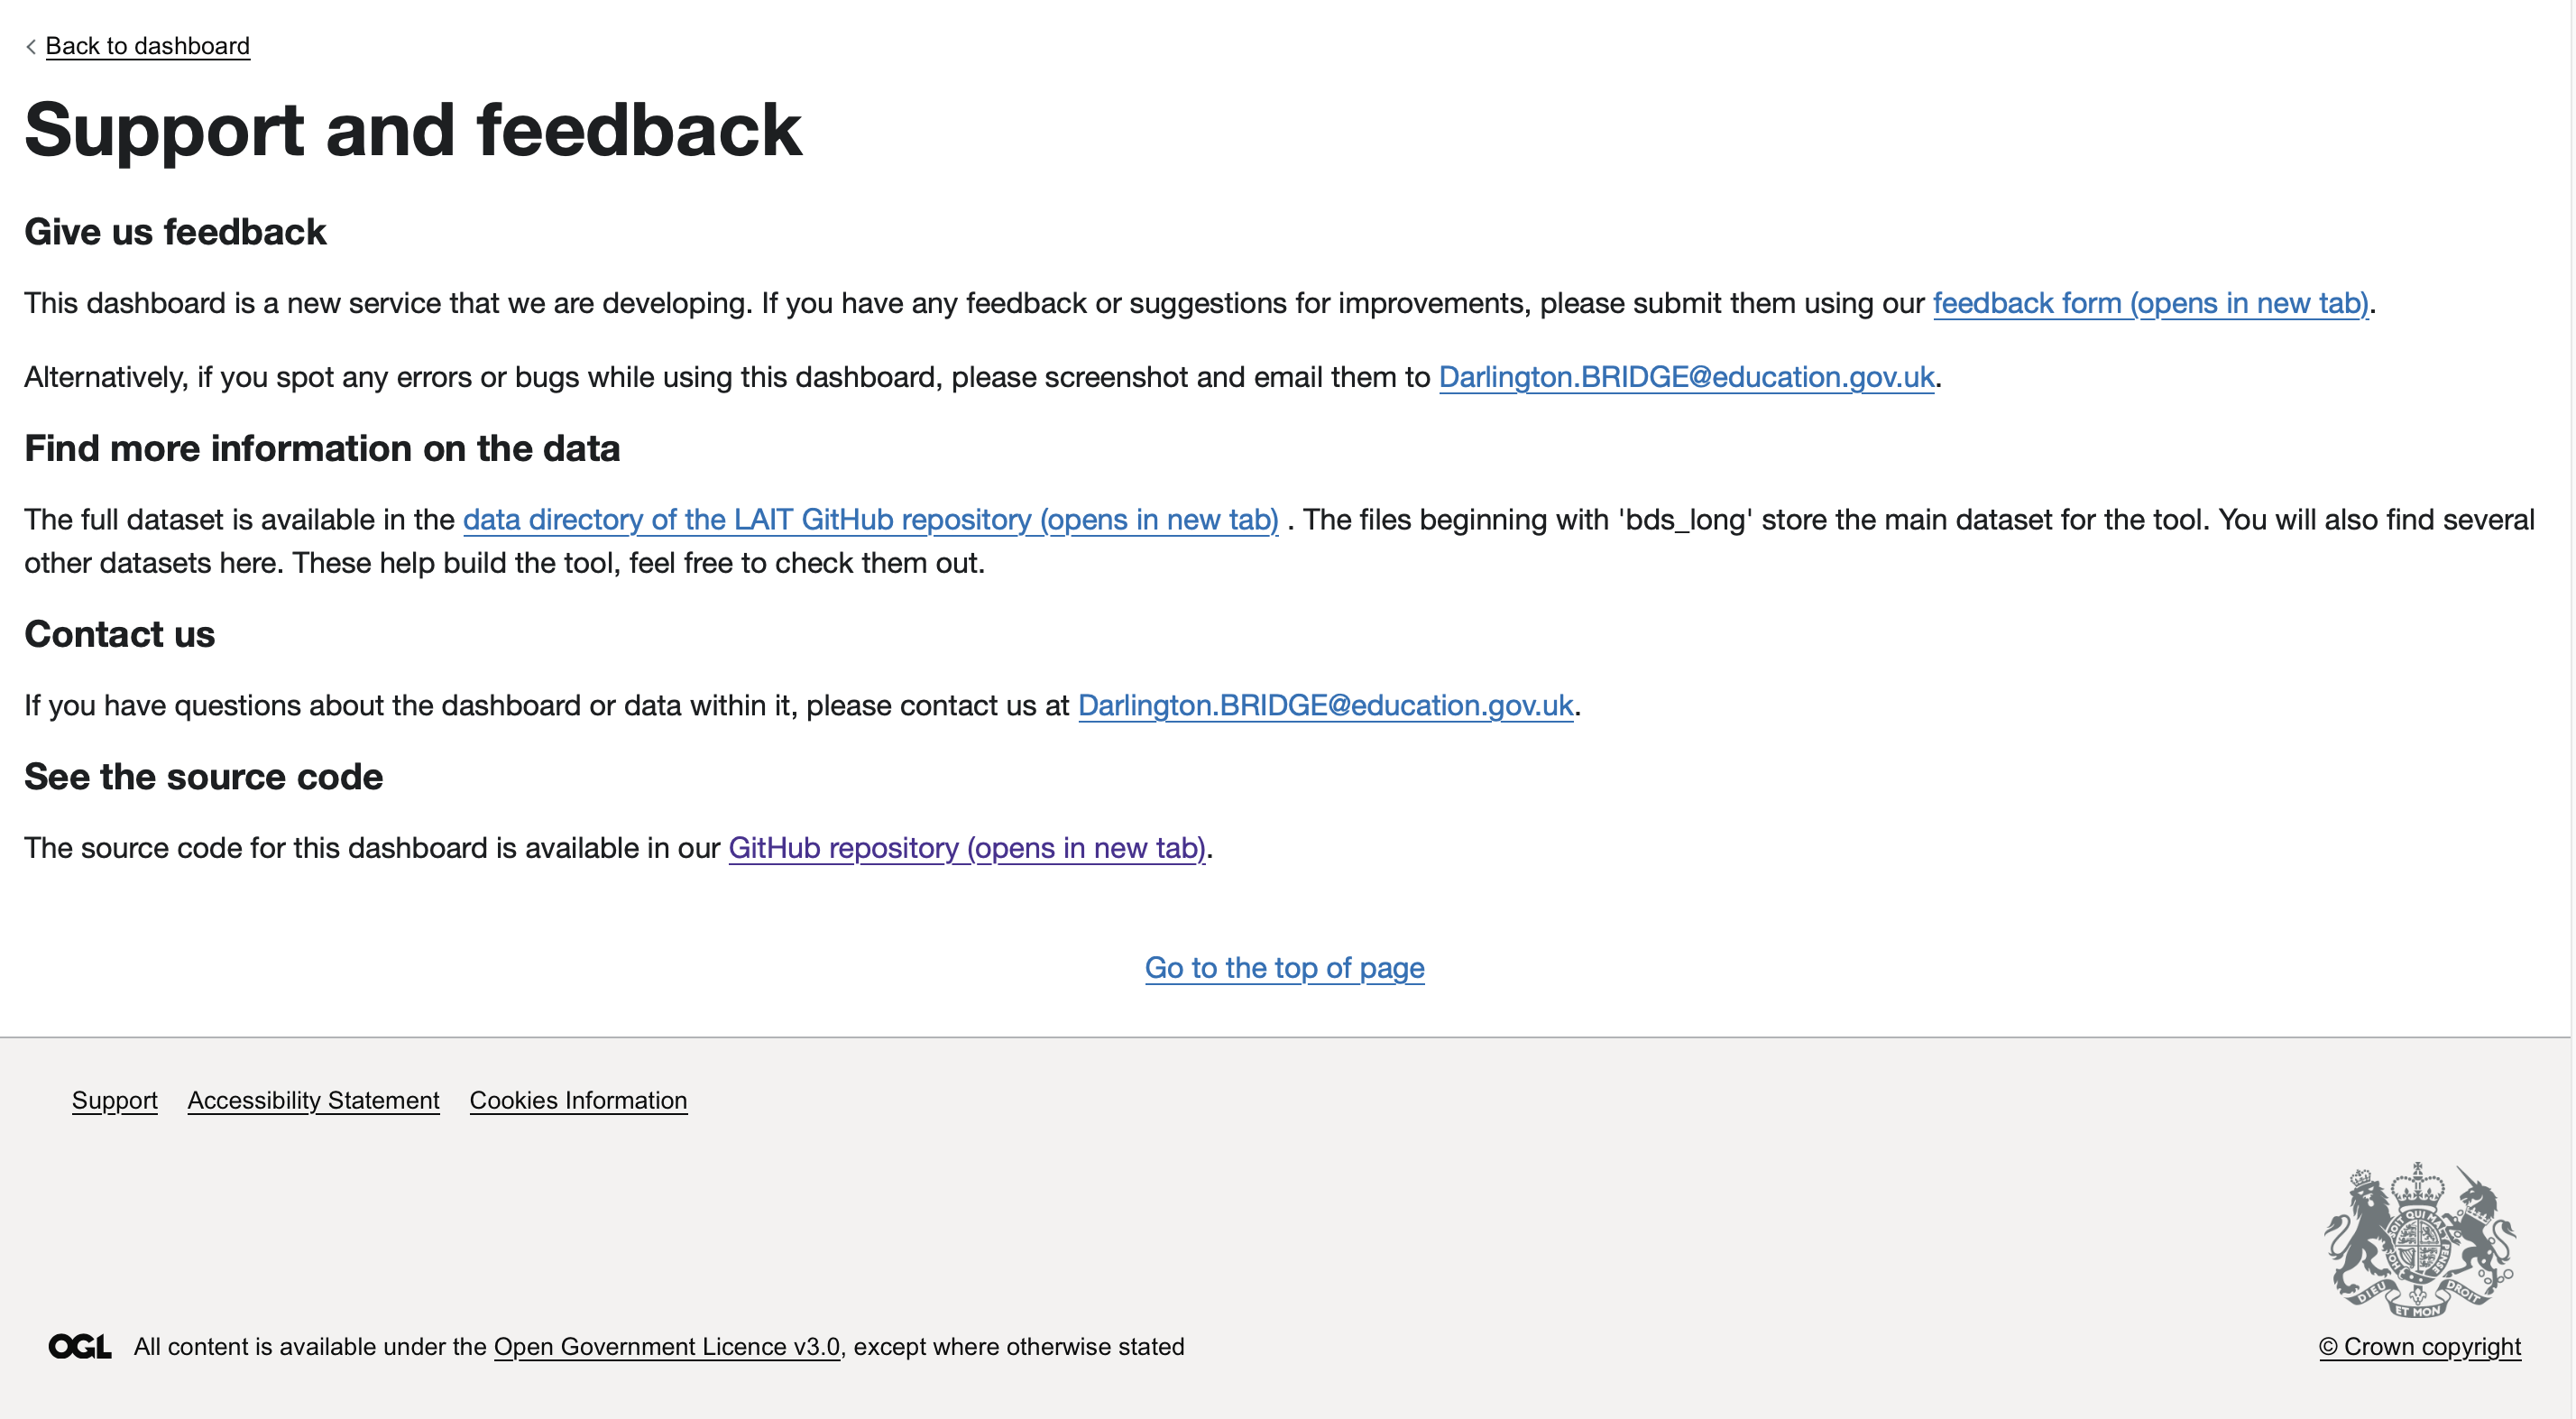 Back to dashboard
Support and feedback
Give us feedback
This dashboard is a new service that we are developing. If you have any feedback or suggestions for improvements, please submit them using our feedback form (opens in new tab).
Alternatively, if you spot any errors or bugs while using this dashboard, please screenshot and email them to Darlington.BRIDGE@education.gov.uk.
Find more information on the data
The full dataset is available in the data directory of the LAIT GitHub repository (opens in new tab) . The files beginning with 'bds_long' store the main dataset for the tool. You will also find several
other datasets here. These help build the tool, feel free to check them out.
Contact us
If you have questions about the dashboard or data within it, please contact us at Darlington.BRIDGE@education.gov.uk.
See the source code
The source code for this dashboard is available in our GitHub repository (opens in new tab).
Go to the top of page
Support Accessibility Statement Cookies Information
DIEU ET MON DROIT
OGL All content is available under the Open Government Licence v3.0, except where otherwise stated
© Crown copyright